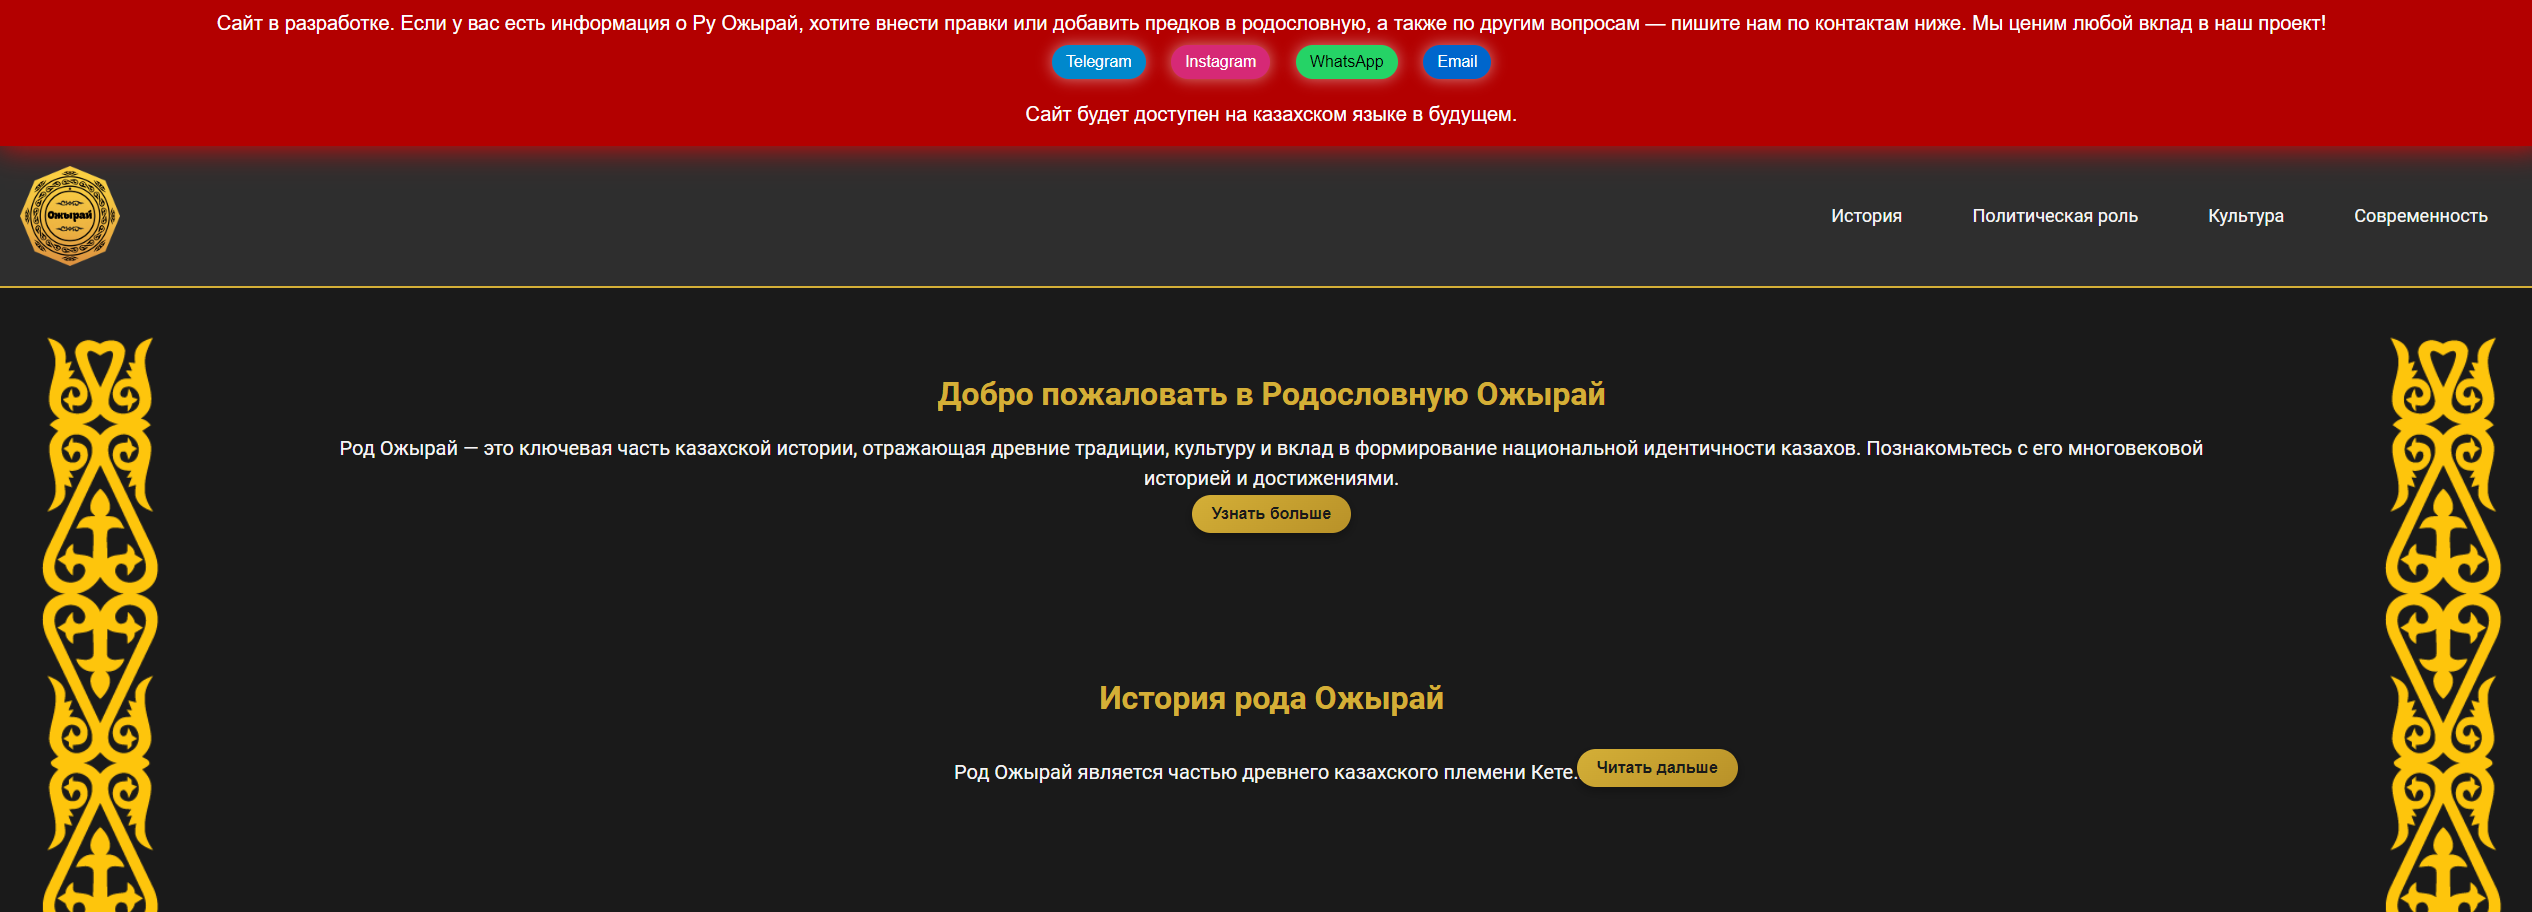 Сайт в разработке. Если у вас есть информация о Ру Ожырай, хотите внести правки или добавить предков в родословную, а также по другим вопросам — пишите нам по контактам ниже. Мы ценим любой вклад в наш проект!
Telegram Instagram WhatsApp Email
Сайт будет доступен на казахском языке в будущем.
Ожырай
История Политическая роль Культура Современность
Добро пожаловать в Родословную Ожырай
Род Ожырай — это ключевая часть казахской истории, отражающая древние традиции, культуру и вклад в формирование национальной идентичности казахов. Познакомьтесь с его многовековой
историей и достижениями.
Узнать больше
История рода Ожырай
Род Ожырай является частью древнего казахского племени Кете. Читать дальше